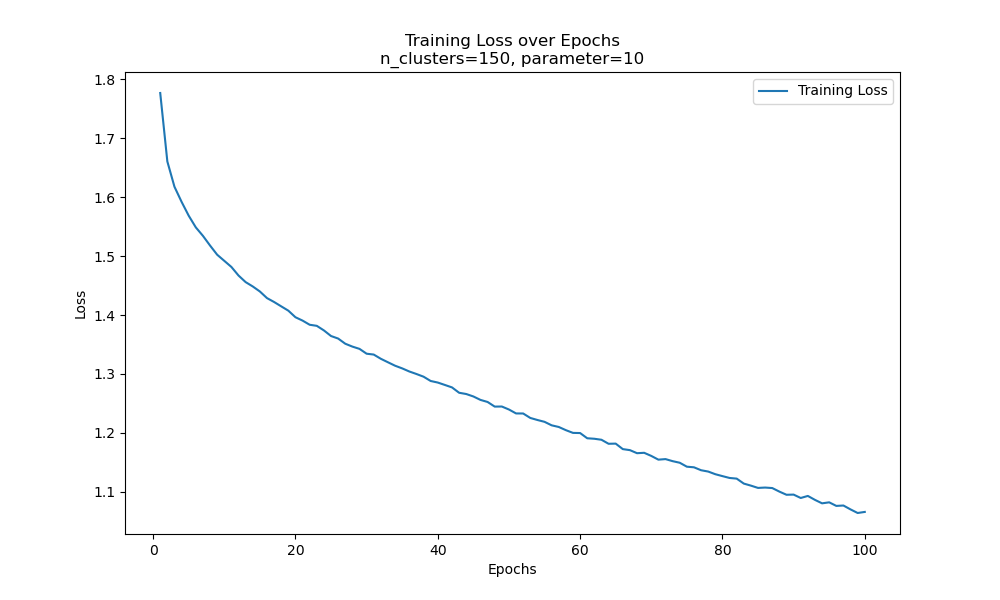 Training Loss over Epochs
n_clusters=150, parameter=10
Training Loss
1.8
1.7
1.6
1.5
1.4
1.3
1.2
1.1
Loss
0 20 40 60 80 100
Epochs